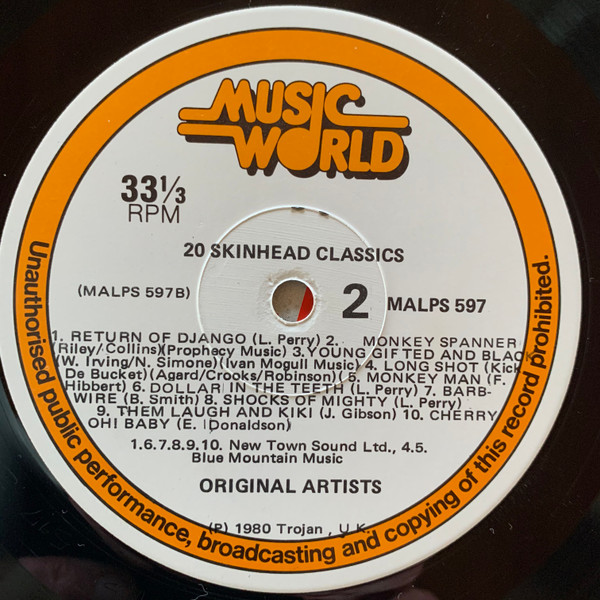 MUSIC
WORLD
33 1/3
RPM
20 SKINHEAD CLASSICS
(MALPS 597B)
2
MALPS 597
1. RETURN OF DJANGO (L. Perry) 2. MONKEY SPANNER
(Riley/Collins)(Prophecy Music) 3.YOUNG GIFTED AND BLACK
(W. Irving/N. Simone)(Ivan Mogull Music) 4. LONG SHOT (Kick
De Bucket)(Agard/Crooks/Robinson) 5. MONKEY MAN (F.
Hibbert) 6. DOLLAR IN THE TEETH (L. Perry) 7. BARB-
WIRE (B. Smith) 8. SHOCKS OF MIGHTY (L. Perry)
9. THEM LAUGH AND KIKI (J. Gibson) 10. CHERRY
OH! BABY (E. Donaldson)
1.6.7.8.9.10. New Town Sound Ltd., 4.5.
Blue Mountain Music
ORIGINAL ARTISTS
(P) 1980 Trojan , U.K.
Unauthorised public performance, broadcasting and copying of this record prohibited.